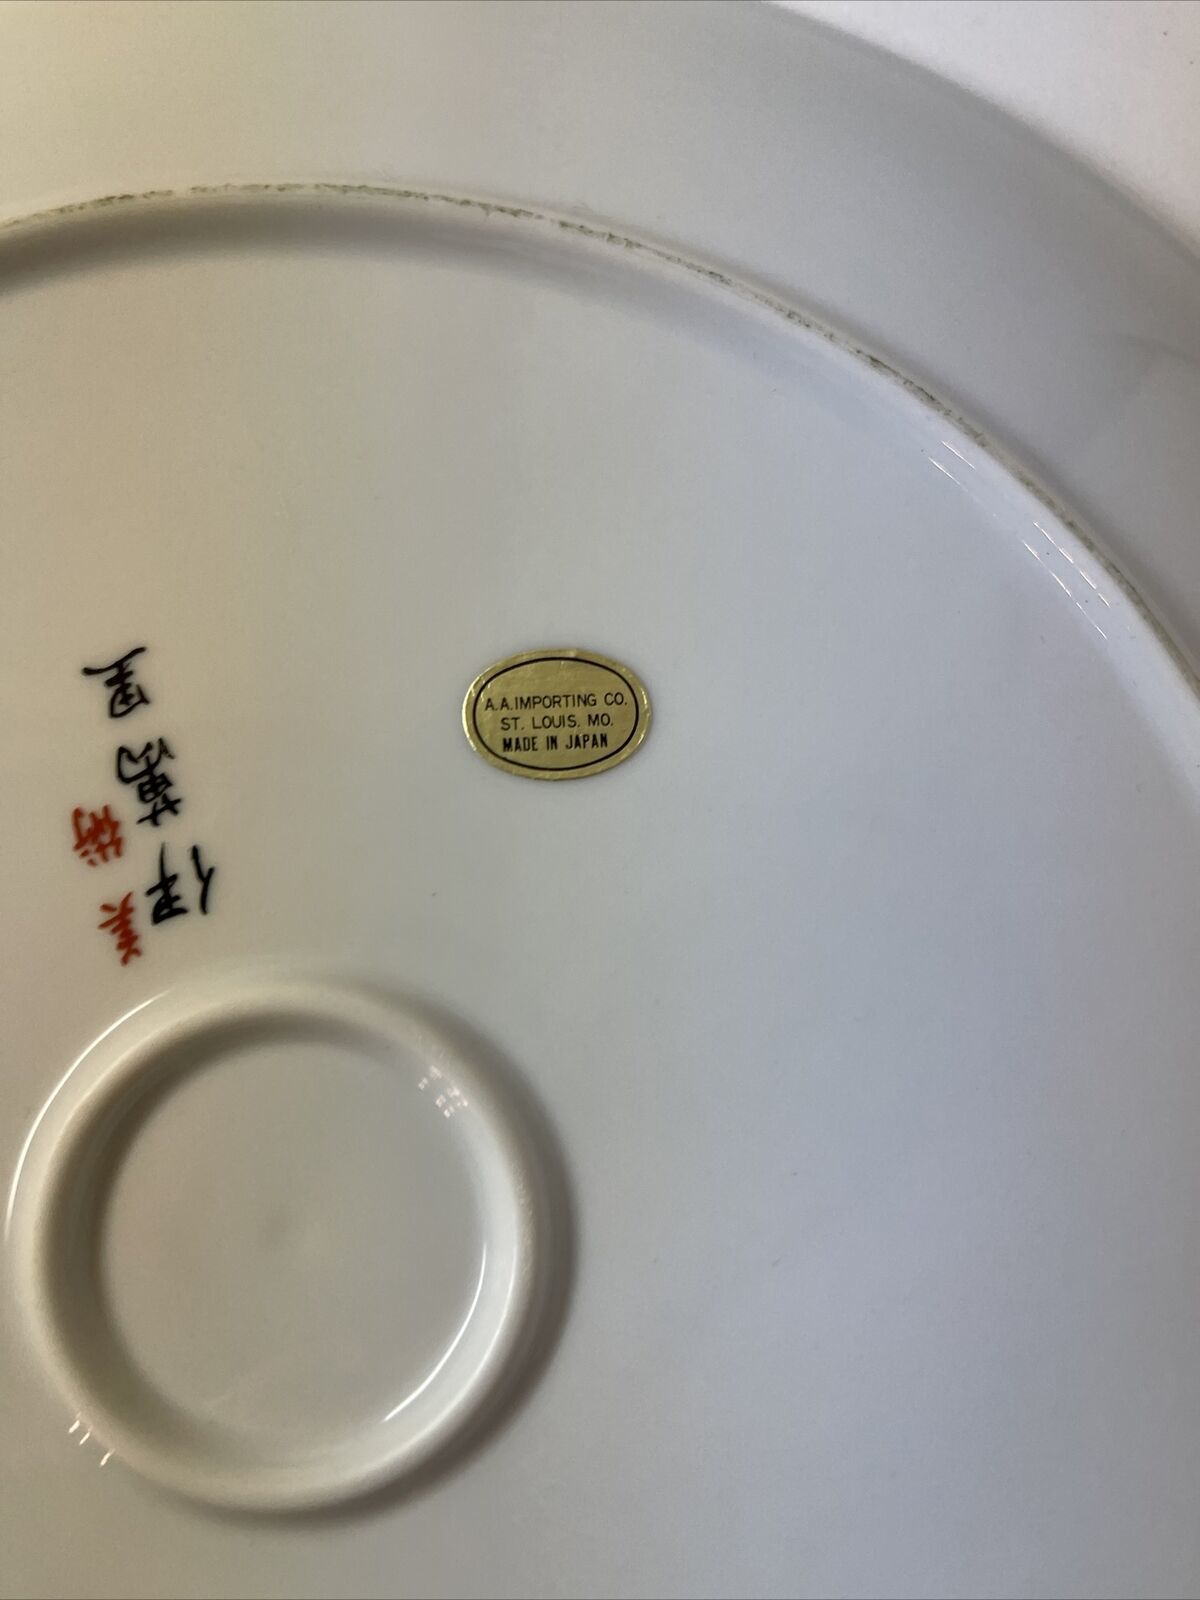 A.A.IMPORTING CO.
ST. LOUIS, MO.
MADE IN JAPAN
伊萬里
美術